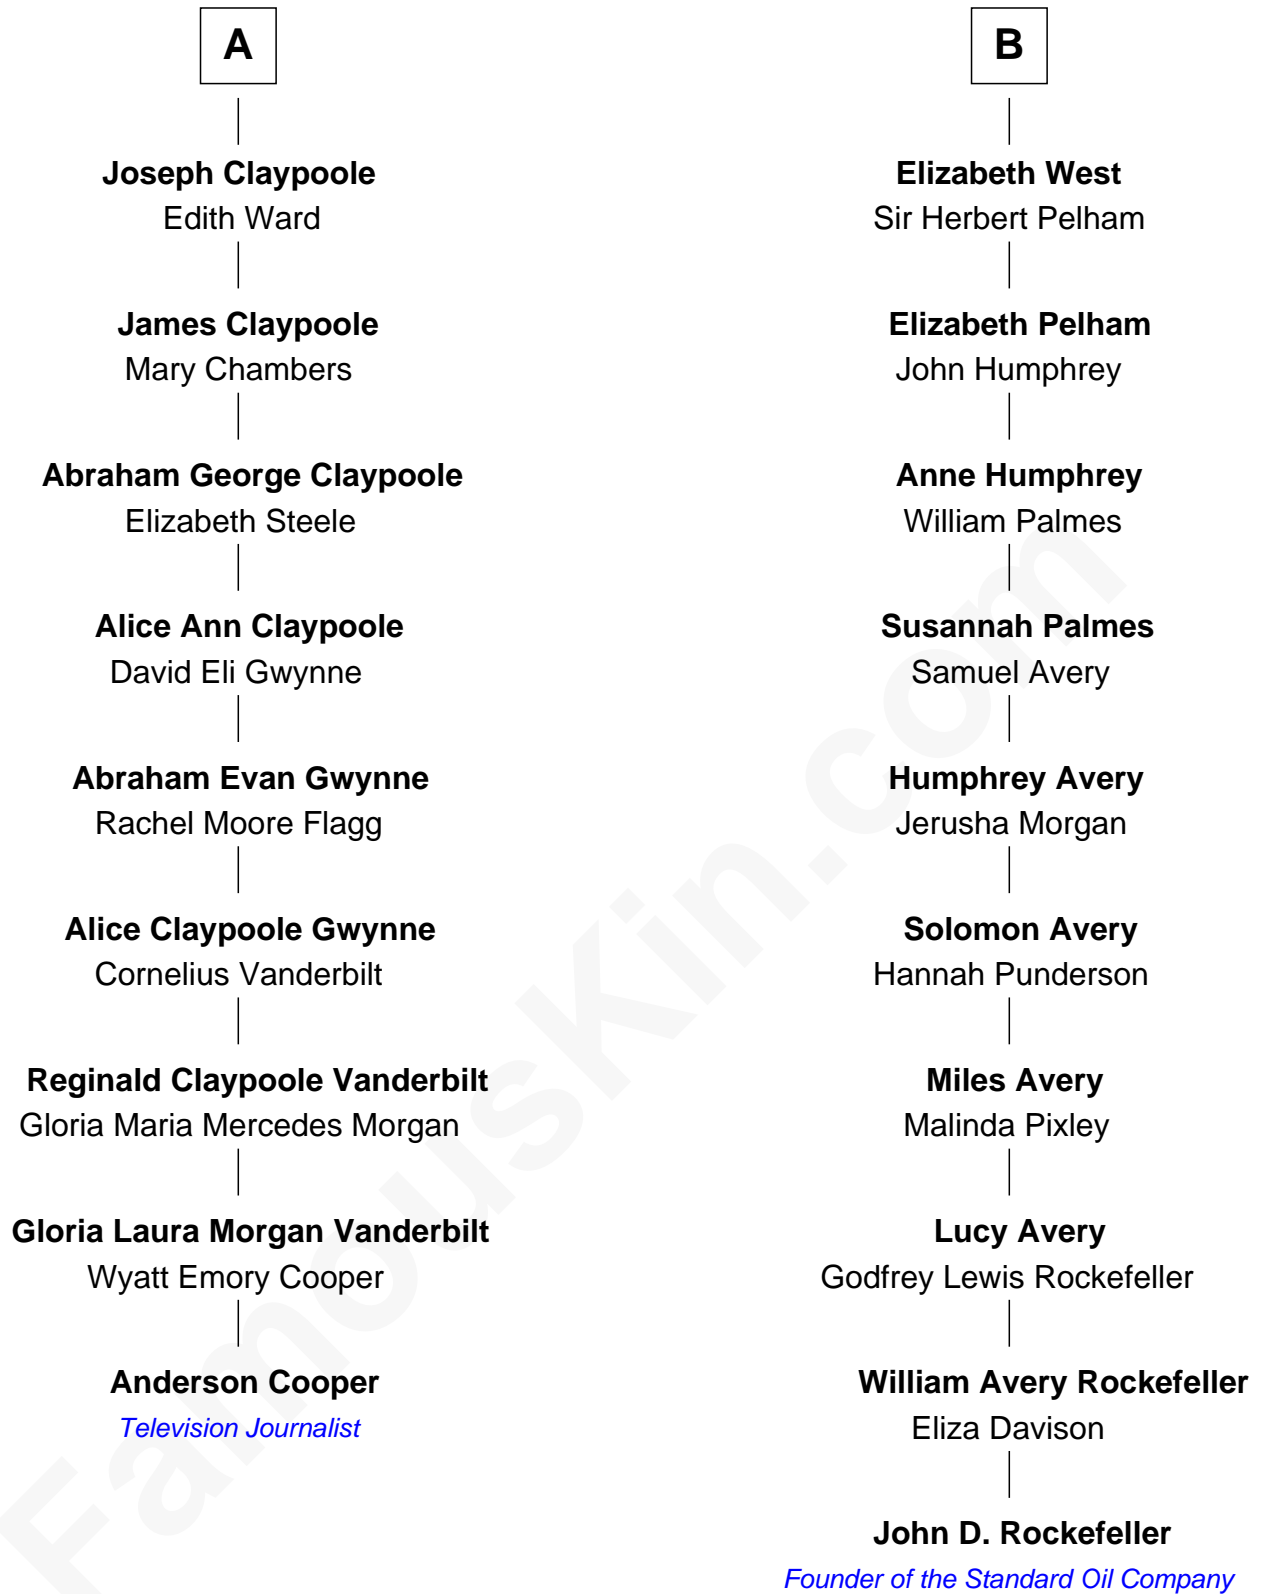 A
Joseph Claypoole
Edith Ward
James Claypoole
Mary Chambers
Abraham George Claypoole
Elizabeth Steele
Alice Ann Claypoole
David Eli Gwynne
Abraham Evan Gwynne
Rachel Moore Flagg
Alice Claypoole Gwynne
Cornelius Vanderbilt
Reginald Claypoole Vanderbilt
Gloria Maria Mercedes Morgan
Gloria Laura Morgan Vanderbilt
Wyatt Emory Cooper
Anderson Cooper
Television Journalist
B
Elizabeth West
Sir Herbert Pelham
Elizabeth Pelham
John Humphrey
Anne Humphrey
William Palmes
Susannah Palmes
Samuel Avery
Humphrey Avery
Jerusha Morgan
Solomon Avery
Hannah Punderson
Miles Avery
Malinda Pixley
Lucy Avery
Godfrey Lewis Rockefeller
William Avery Rockefeller
Eliza Davison
John D. Rockefeller
Founder of the Standard Oil Company
FamousKin.com